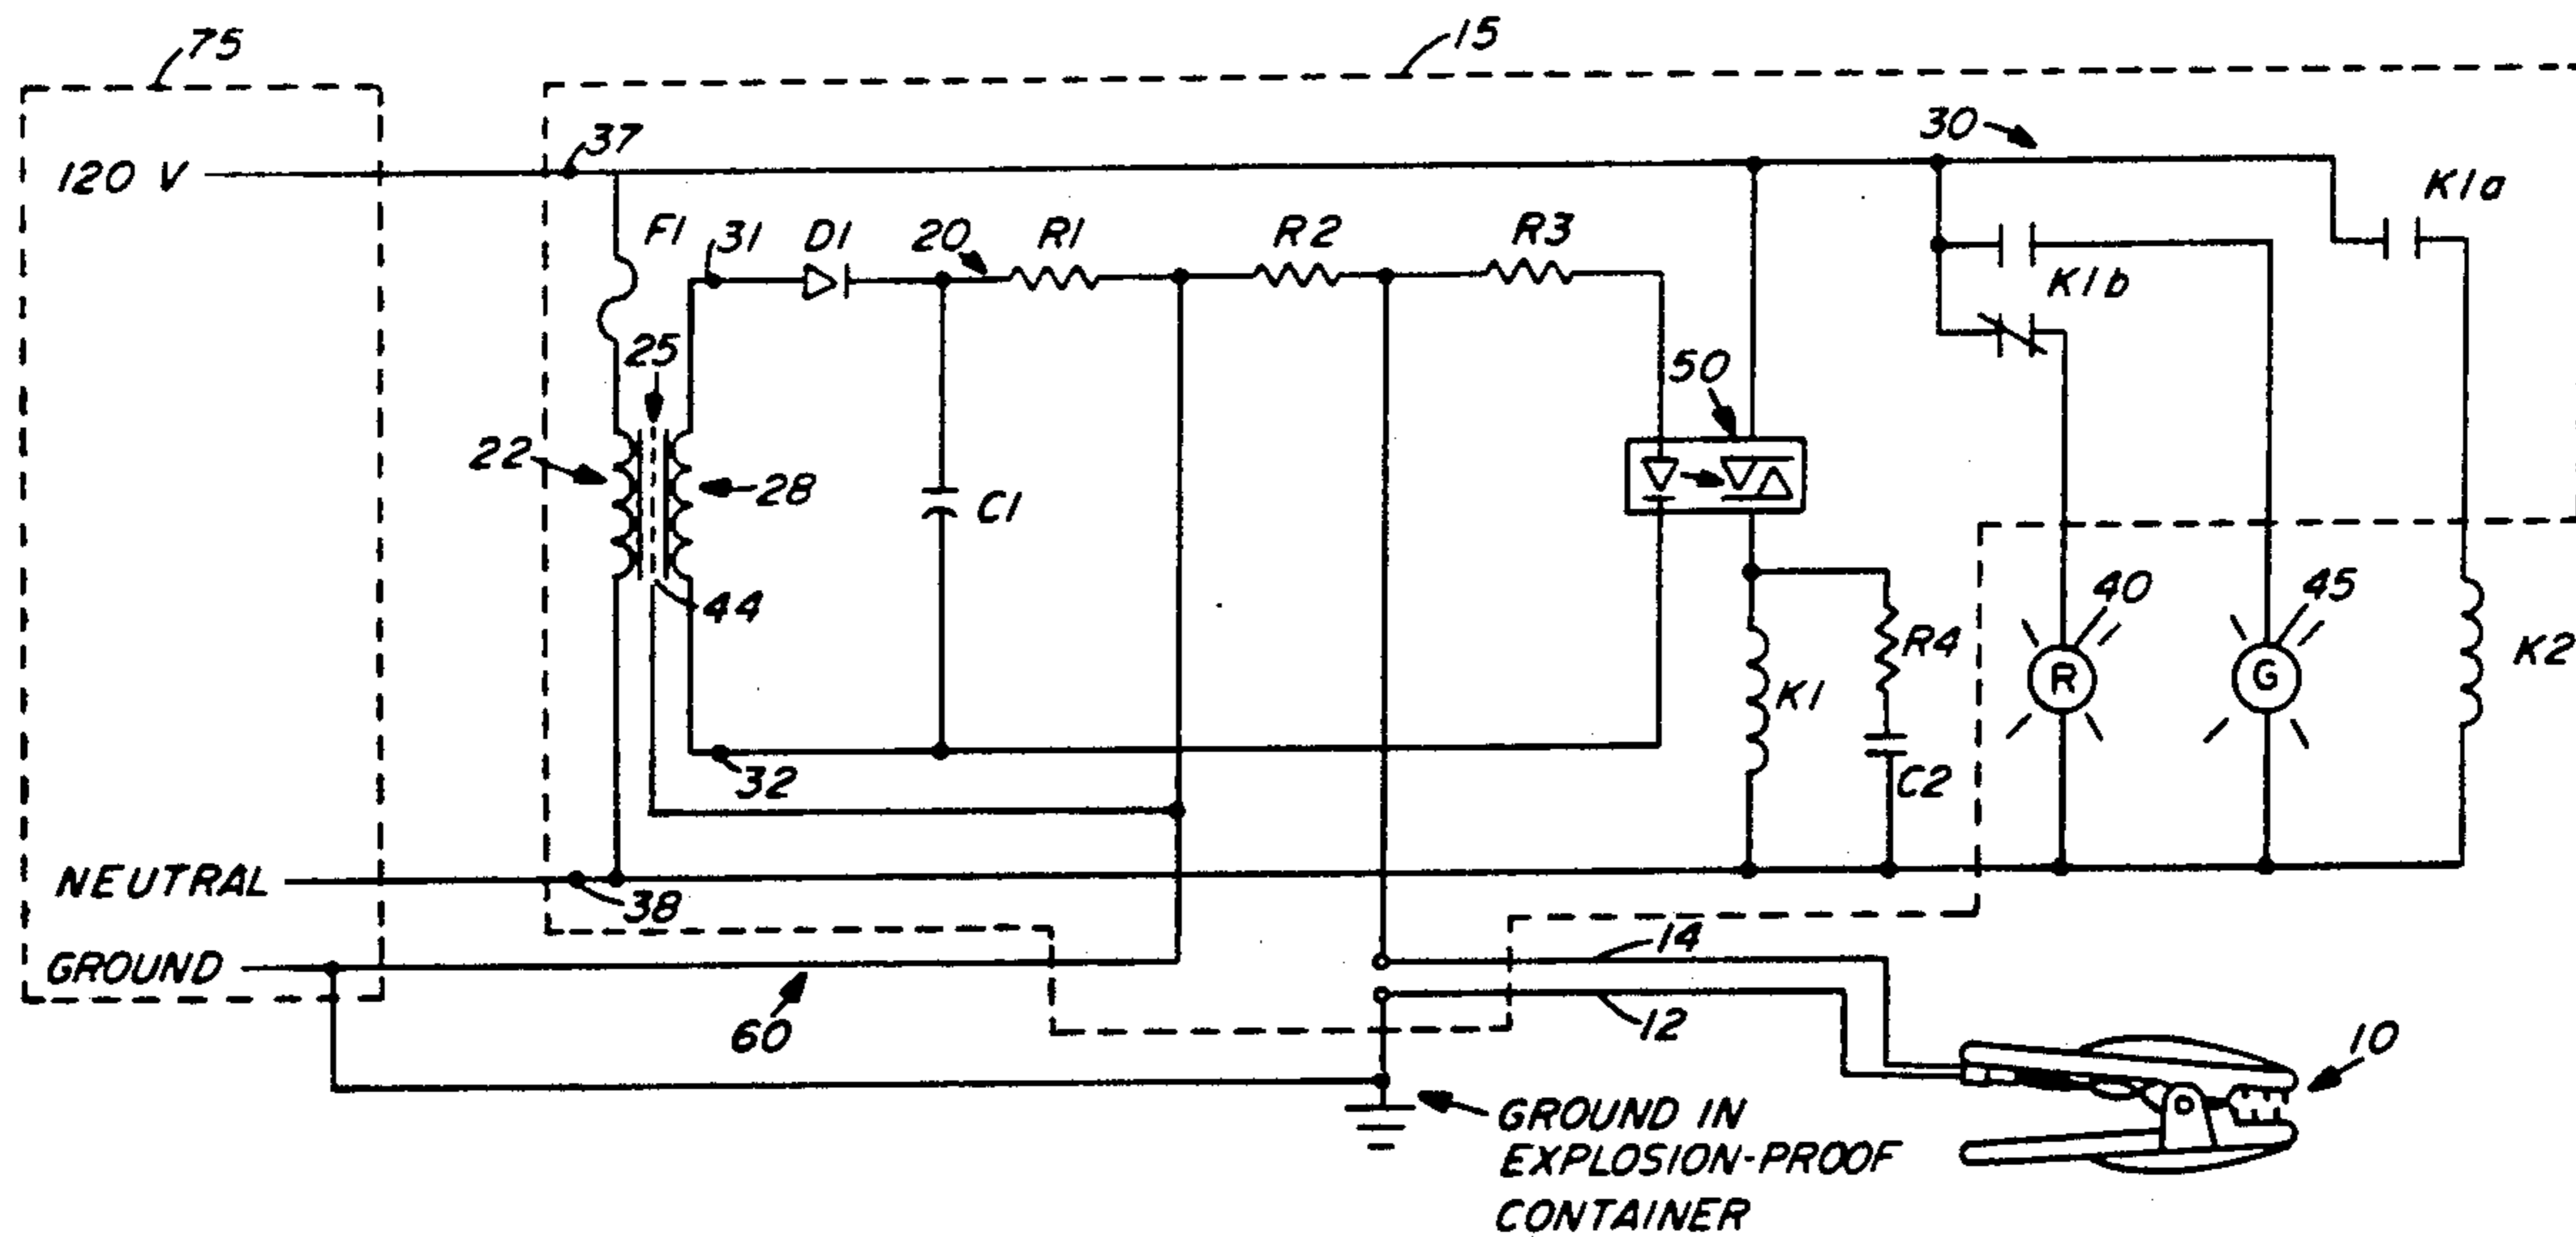 75
15
120 V
37
30
K1a
F1
31
D1
20
R1
R2
R3
K1b
25
50
22
28
C1
44
40
45
R4
K2
K1
R
G
32
C2
NEUTRAL
38
GROUND
14
60
12
10
GROUND IN
EXPLOSION-PROOF
CONTAINER